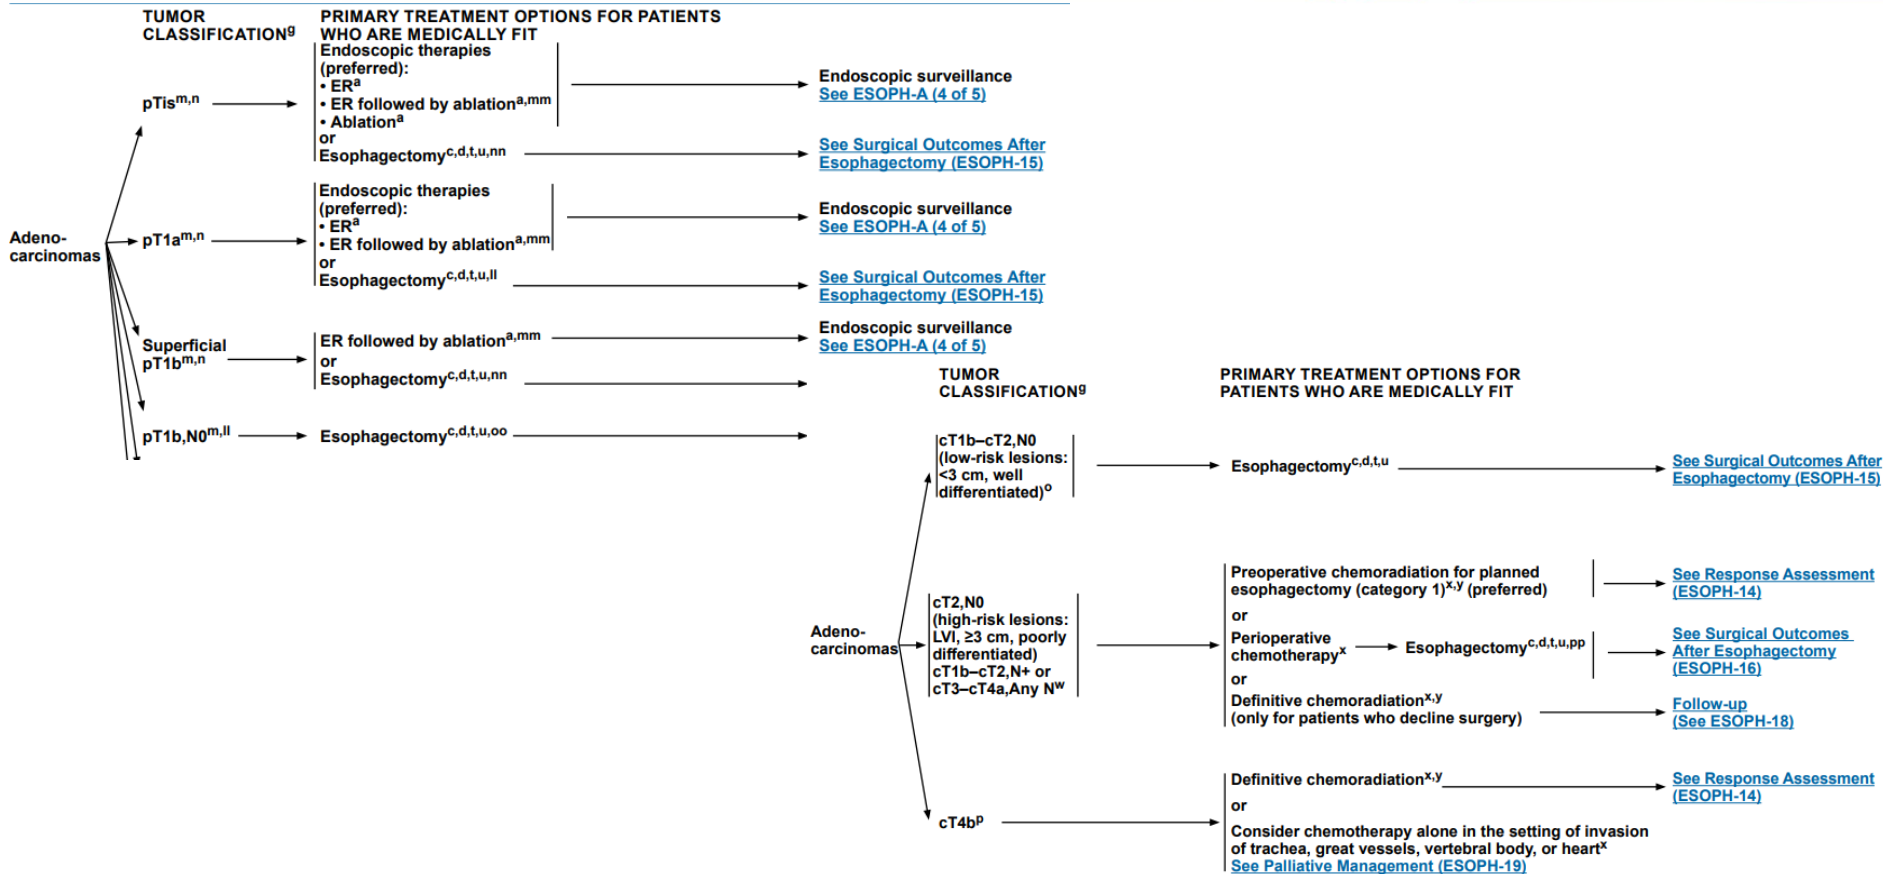 TUMOR
CLASSIFICATIONg
PRIMARY TREATMENT OPTIONS FOR PATIENTS
WHO ARE MEDICALLY FIT
Adeno-
carcinomas
pTism,n
Endoscopic therapies
(preferred):
• ERa
• ER followed by ablationa,mm
• Ablationa
or
Esophagectomyc,d,t,u,nn
Endoscopic surveillance
See ESOPH-A (4 of 5)
See Surgical Outcomes After
Esophagectomy (ESOPH-15)
pT1am,n
Endoscopic therapies
(preferred):
• ERa
• ER followed by ablationa,mm
or
Esophagectomyc,d,t,u,ll
Endoscopic surveillance
See ESOPH-A (4 of 5)
See Surgical Outcomes After
Esophagectomy (ESOPH-15)
Superficial
pT1bm,n
ER followed by ablationa,mm
or
Esophagectomyc,d,t,u,nn
Endoscopic surveillance
See ESOPH-A (4 of 5)
pT1b,N0m,ll
Esophagectomyc,d,t,u,oo
TUMOR
CLASSIFICATIONg
PRIMARY TREATMENT OPTIONS FOR
PATIENTS WHO ARE MEDICALLY FIT
Adeno-
carcinomas
cT1b–cT2,N0
(low-risk lesions:
<3 cm, well
differentiated)o
Esophagectomyc,d,t,u
See Surgical Outcomes After
Esophagectomy (ESOPH-15)
cT2,N0
(high-risk lesions:
LVI, ≥3 cm, poorly
differentiated)
cT1b–cT2,N+ or
cT3–cT4a,Any Nw
Preoperative chemoradiation for planned
esophagectomy (category 1)x,y (preferred)
or
Perioperative
chemotherapyx
Esophagectomyc,d,t,u,pp
or
Definitive chemoradiationx,y
(only for patients who decline surgery)
See Response Assessment
(ESOPH-14)
See Surgical Outcomes
After Esophagectomy
(ESOPH-16)
Follow-up
(See ESOPH-18)
cT4bp
Definitive chemoradiationx,y
or
Consider chemotherapy alone in the setting of invasion
of trachea, great vessels, vertebral body, or heartx
See Palliative Management (ESOPH-19)
See Response Assessment
(ESOPH-14)